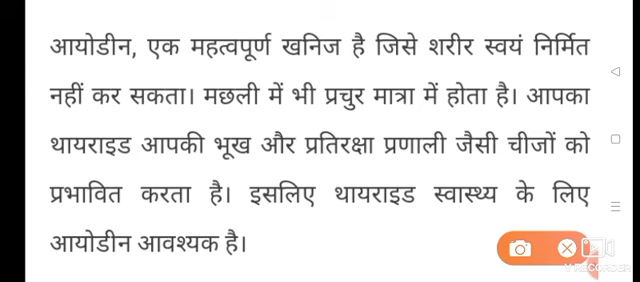 आयोडीन, एक महत्वपूर्ण खनिज है जिसे शरीर स्वयं निर्मित
नहीं कर सकता। मछली में भी प्रचुर मात्रा में होता है। आपका
थायराइड आपकी भूख और प्रतिरक्षा प्रणाली जैसी चीजों को
प्रभावित करता है। इसलिए थायराइड स्वास्थ्य के लिए
आयोडीन आवश्यक है।